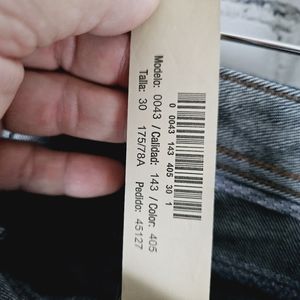 0 0043 143 405 30 1
Modelo: 0043 / Calidad: 143 / Color: 405
Talla: 30 175/78A Pedido: 45127